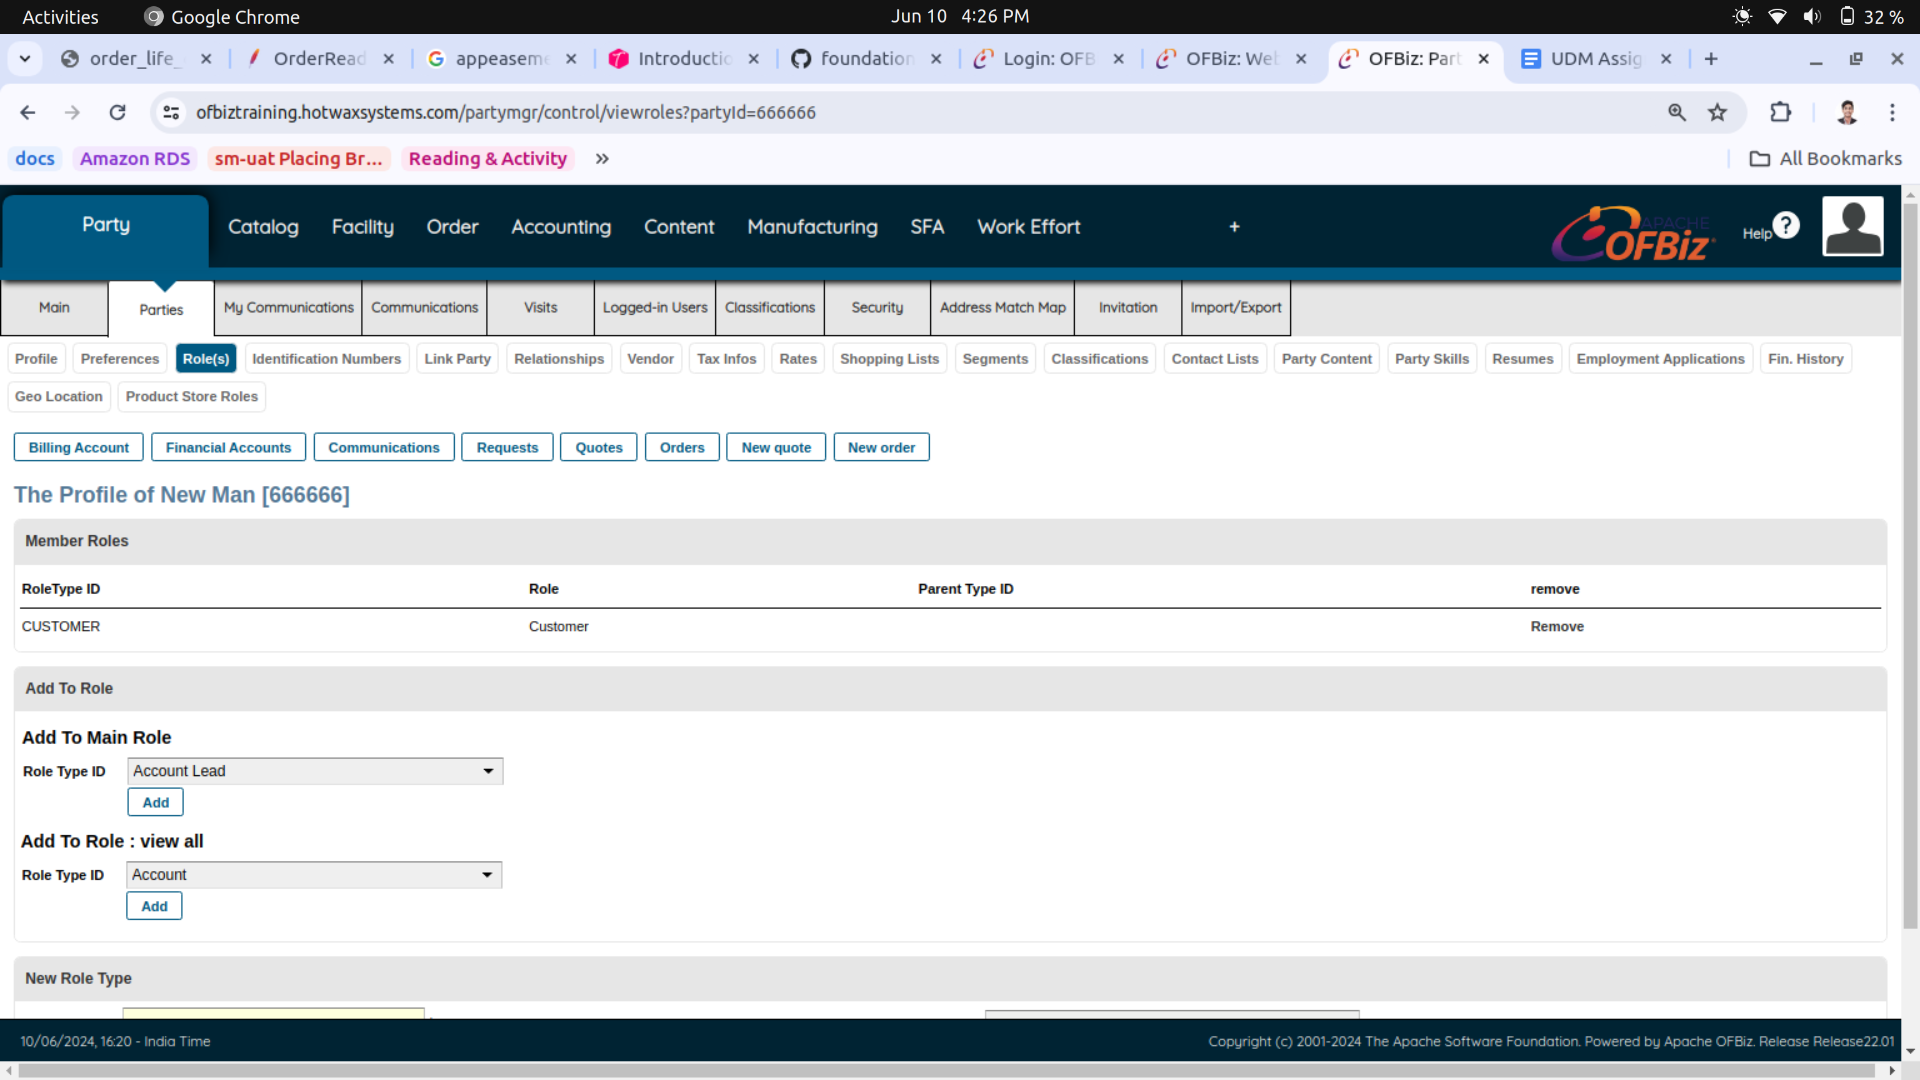 Activities Google Chrome Jun 10 4:26 PM 32 %
order_life_ OrderRead appeaseme Introductio foundation Login: OFB OFBiz: Web OFBiz: Part UDM Assig
ofbiztraining.hotwaxsystems.com/partymgr/control/viewroles?partyId=666666
docs Amazon RDS sm-uat Placing Br... Reading & Activity » All Bookmarks
Party Catalog Facility Order Accounting Content Manufacturing SFA Work Effort + APACHE OFBiz Help ?
Main Parties My Communications Communications Visits Logged-in Users Classifications Security Address Match Map Invitation Import/Export
Profile Preferences Role(s) Identification Numbers Link Party Relationships Vendor Tax Infos Rates Shopping Lists Segments Classifications Contact Lists Party Content Party Skills Resumes Employment Applications Fin. History
Geo Location Product Store Roles
Billing Account Financial Accounts Communications Requests Quotes Orders New quote New order
The Profile of New Man [666666]
Member Roles
RoleType ID Role Parent Type ID remove
CUSTOMER Customer Remove
Add To Role
Add To Main Role
Role Type ID Account Lead
Add
Add To Role : view all
Role Type ID Account
Add
New Role Type
10/06/2024, 16:20 - India Time Copyright (c) 2001-2024 The Apache Software Foundation. Powered by Apache OFBiz. Release Release22.01